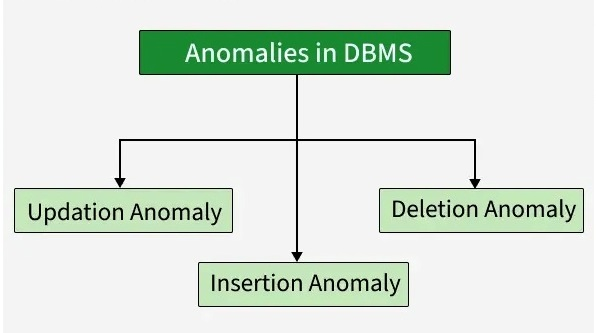 Anomalies in DBMS
Updation Anomaly
Deletion Anomaly
Insertion Anomaly